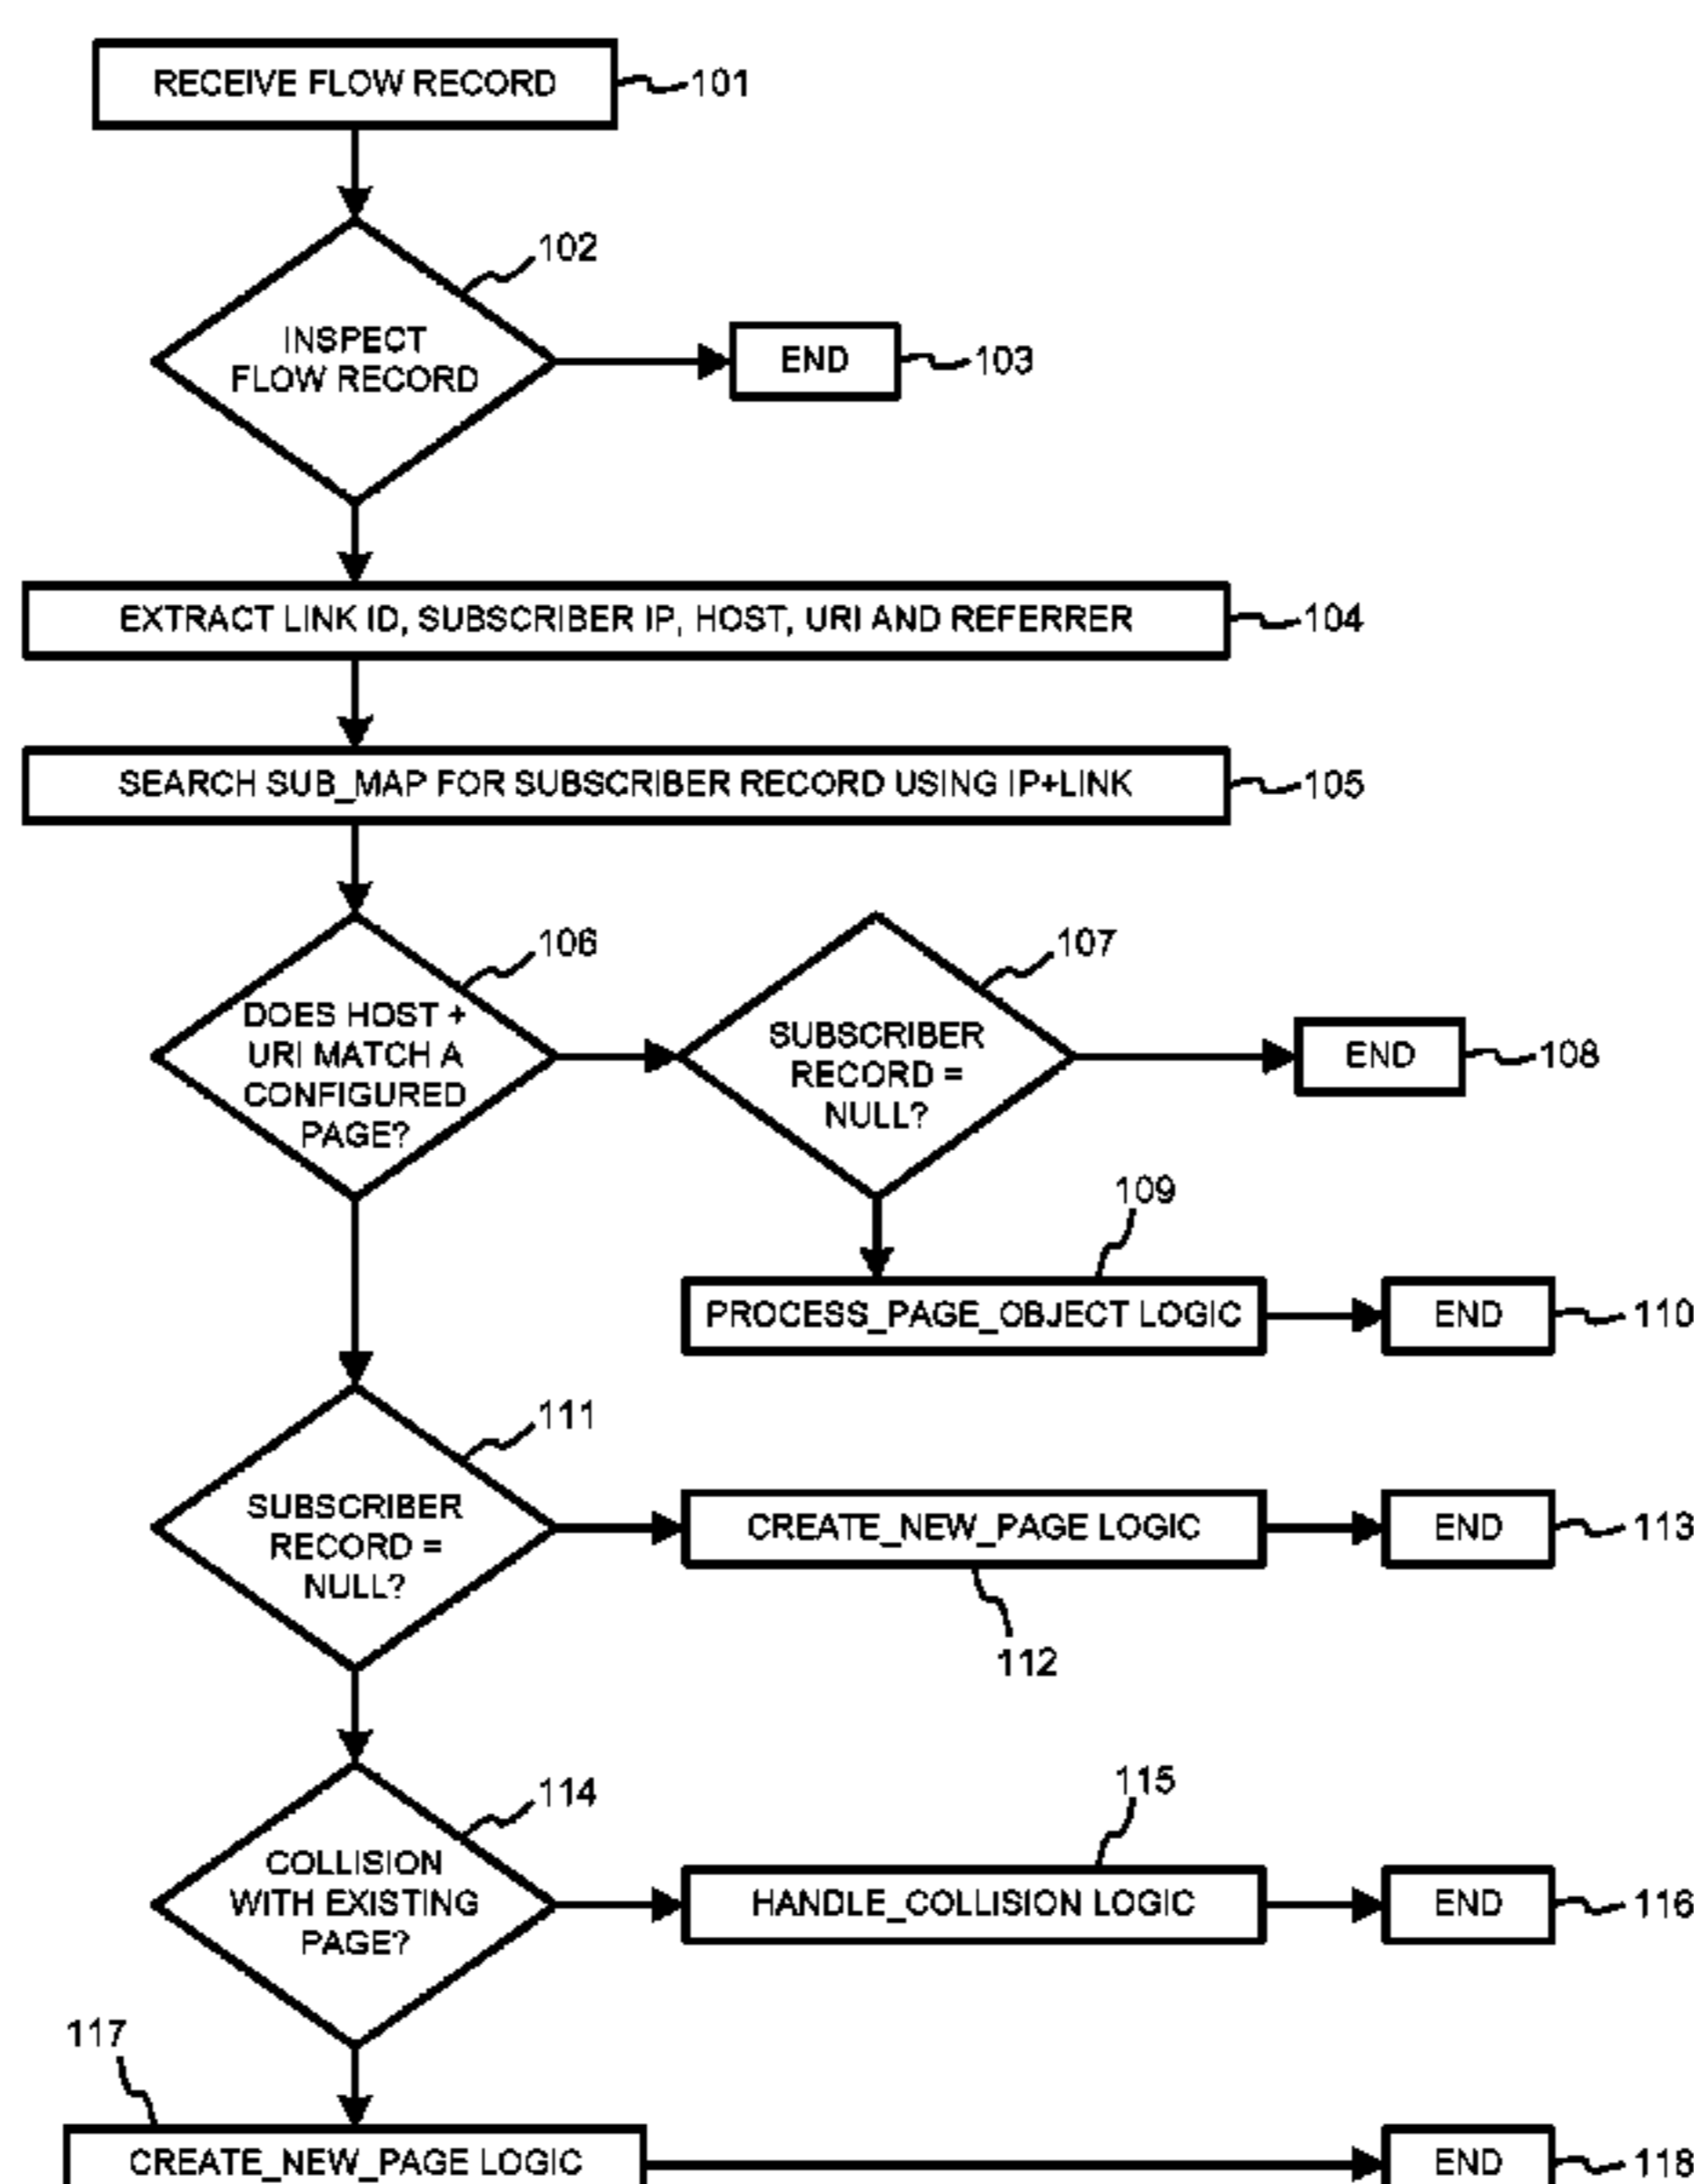 RECEIVE FLOW RECORD
101
102
INSPECT
FLOW RECORD
END
103
EXTRACT LINK ID, SUBSCRIBER IP, HOST, URI AND REFERRER
104
SEARCH SUB_MAP FOR SUBSCRIBER RECORD USING IP+LINK
105
106
DOES HOST +
URI MATCH A
CONFIGURED
PAGE?
107
SUBSCRIBER
RECORD =
NULL?
END
108
109
PROCESS_PAGE_OBJECT LOGIC
END
110
111
SUBSCRIBER
RECORD =
NULL?
CREATE_NEW_PAGE LOGIC
112
END
113
114
COLLISION
WITH EXISTING
PAGE?
115
HANDLE_COLLISION LOGIC
END
116
117
CREATE_NEW_PAGE LOGIC
END
118